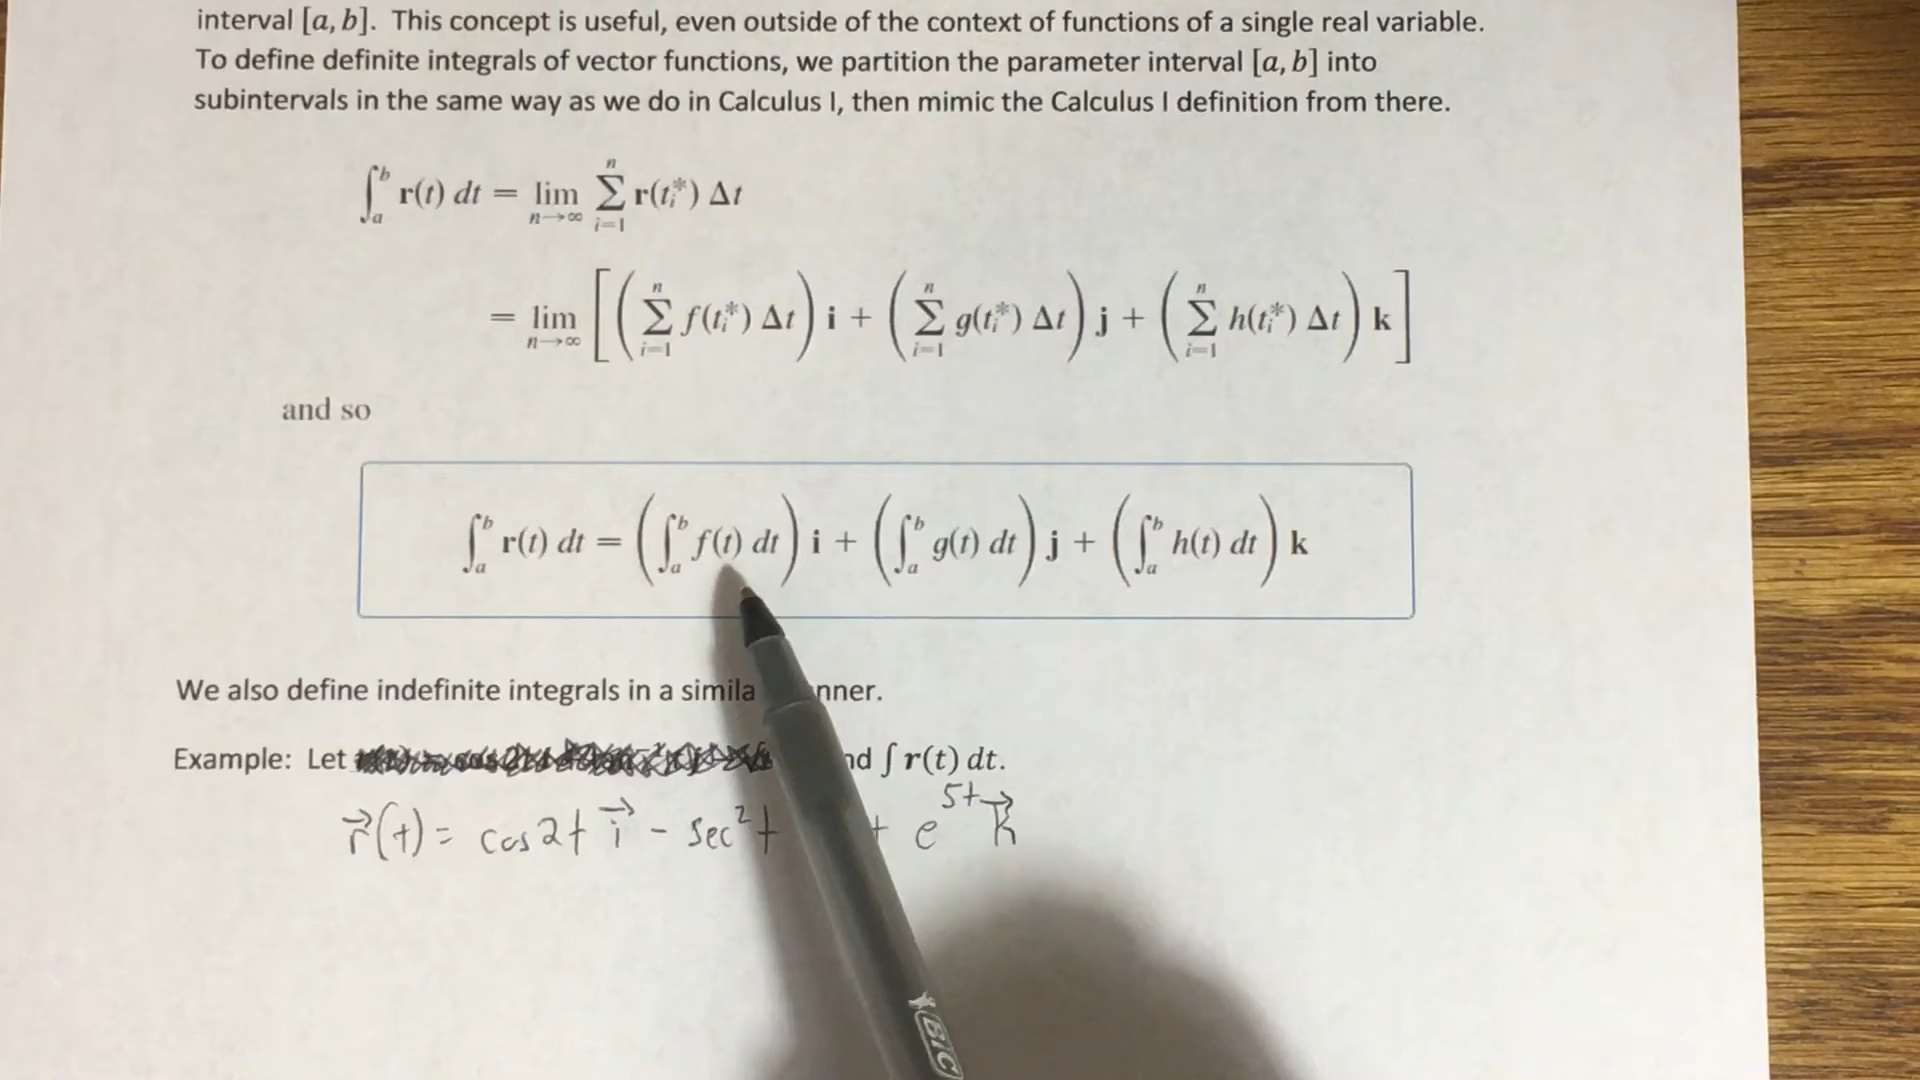 interval [a, b]. This concept is useful, even outside of the context of functions of a single real variable.
To define definite integrals of vector functions, we partition the parameter interval [a, b] into
subintervals in the same way as we do in Calculus I, then mimic the Calculus I definition from there.
∫_a^b r(t) dt = lim_{n→∞} Σ_{i=1}^n r(t_i^*) Δt
= lim_{n→∞} [(Σ_{i=1}^n f(t_i^*) Δt) i + (Σ_{i=1}^n g(t_i^*) Δt) j + (Σ_{i=1}^n h(t_i^*) Δt) k]
and so
∫_a^b r(t) dt = (∫_a^b f(t) dt) i + (∫_a^b g(t) dt) j + (∫_a^b h(t) dt) k
We also define indefinite integrals in a
Example: Let ∫ r(t) dt.
r⃗(t) = cos 2t i⃗ − sec² t + e^{5t} k⃗
BIC